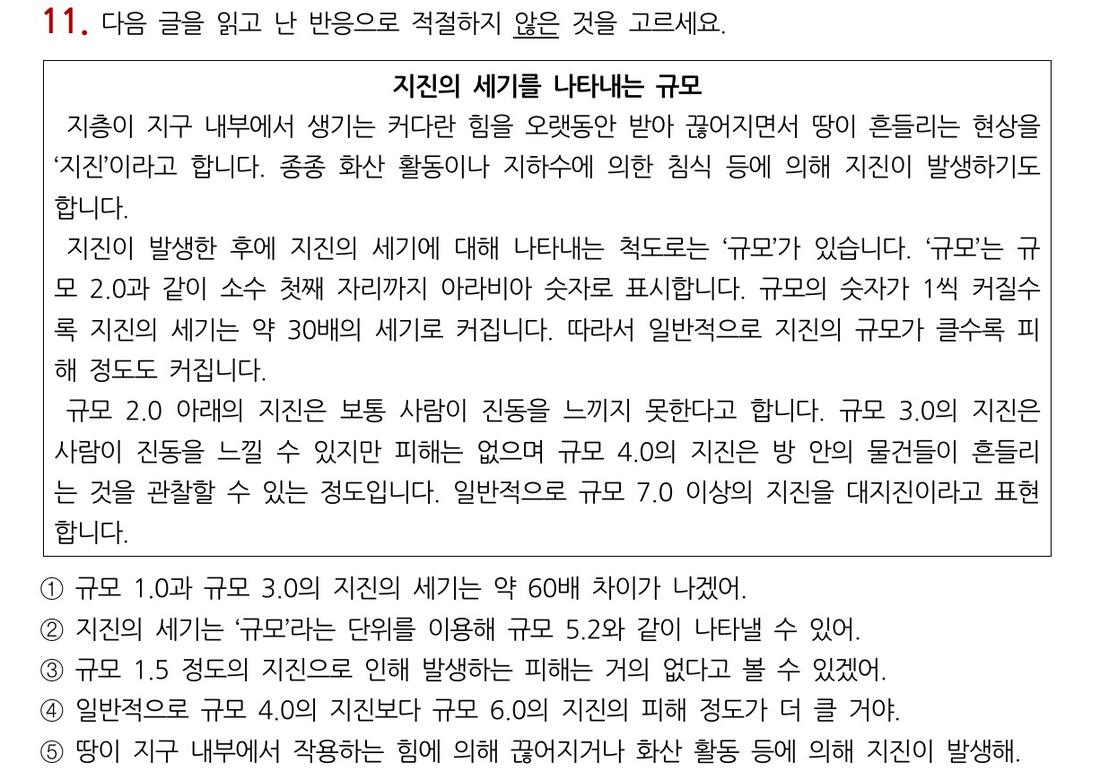 11. 다음 글을 읽고 난 반응으로 적절하지 않은 것을 고르세요.
지진의 세기를 나타내는 규모
지층이 지구 내부에서 생기는 커다란 힘을 오랫동안 받아 끊어지면서 땅이 흔들리는 현상을
‘지진’이라고 합니다. 종종 화산 활동이나 지하수에 의한 침식 등에 의해 지진이 발생하기도
합니다.
지진이 발생한 후에 지진의 세기에 대해 나타내는 척도로는 ‘규모’가 있습니다. ‘규모’는 규
모 2.0과 같이 소수 첫째 자리까지 아라비아 숫자로 표시합니다. 규모의 숫자가 1씩 커질수
록 지진의 세기는 약 30배의 세기로 커집니다. 따라서 일반적으로 지진의 규모가 클수록 피
해 정도도 커집니다.
규모 2.0 아래의 지진은 보통 사람이 진동을 느끼지 못한다고 합니다. 규모 3.0의 지진은
사람이 진동을 느낄 수 있지만 피해는 없으며 규모 4.0의 지진은 방 안의 물건들이 흔들리
는 것을 관찰할 수 있는 정도입니다. 일반적으로 규모 7.0 이상의 지진을 대지진이라고 표현
합니다.
① 규모 1.0과 규모 3.0의 지진의 세기는 약 60배 차이가 나겠어.
② 지진의 세기는 ‘규모’라는 단위를 이용해 규모 5.2와 같이 나타낼 수 있어.
③ 규모 1.5 정도의 지진으로 인해 발생하는 피해는 거의 없다고 볼 수 있겠어.
④ 일반적으로 규모 4.0의 지진보다 규모 6.0의 지진의 피해 정도가 더 클 거야.
⑤ 땅이 지구 내부에서 작용하는 힘에 의해 끊어지거나 화산 활동 등에 의해 지진이 발생해.